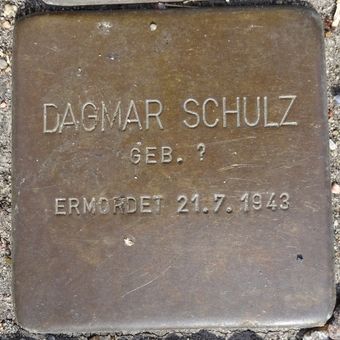 DAGMAR SCHULZ
GEB. ?
ERMORDET 21.7.1943